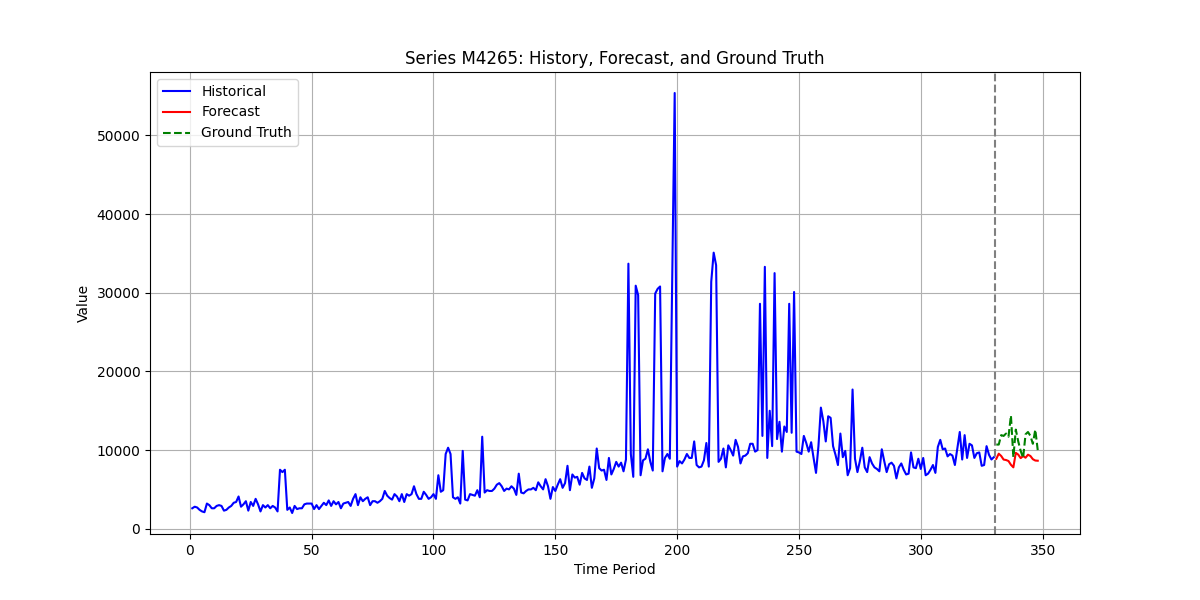 Series M4265: History, Forecast, and Ground Truth
Historical
Forecast
Ground Truth
Value
50000
40000
30000
20000
10000
0
0
50
100
150
200
250
300
350
Time Period